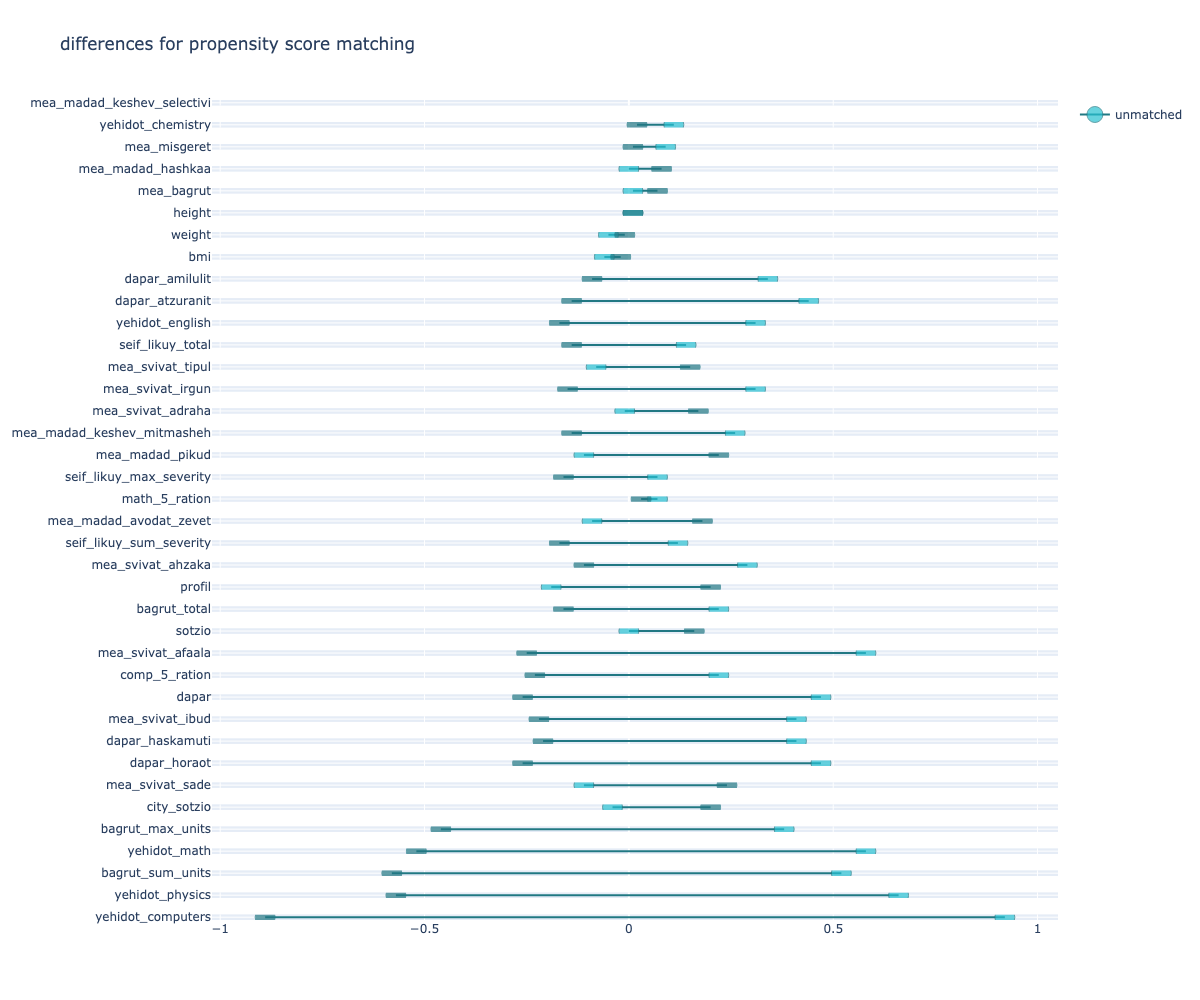 differences for propensity score matching
unmatched
mea_madad_keshev_selectivi
yehidot_chemistry
mea_misgeret
mea_madad_hashkaa
mea_bagrut
height
weight
bmi
dapar_amilulit
dapar_atzuranit
yehidot_english
seif_likuy_total
mea_svivat_tipul
mea_svivat_irgun
mea_svivat_adraha
mea_madad_keshev_mitmasheh
mea_madad_pikud
seif_likuy_max_severity
math_5_ration
mea_madad_avodat_zevet
seif_likuy_sum_severity
mea_svivat_ahzaka
profil
bagrut_total
sotzio
mea_svivat_afaala
comp_5_ration
dapar
mea_svivat_ibud
dapar_haskamuti
dapar_horaot
mea_svivat_sade
city_sotzio
bagrut_max_units
yehidot_math
bagrut_sum_units
yehidot_physics
yehidot_computers
−1 −0.5 0 0.5 1